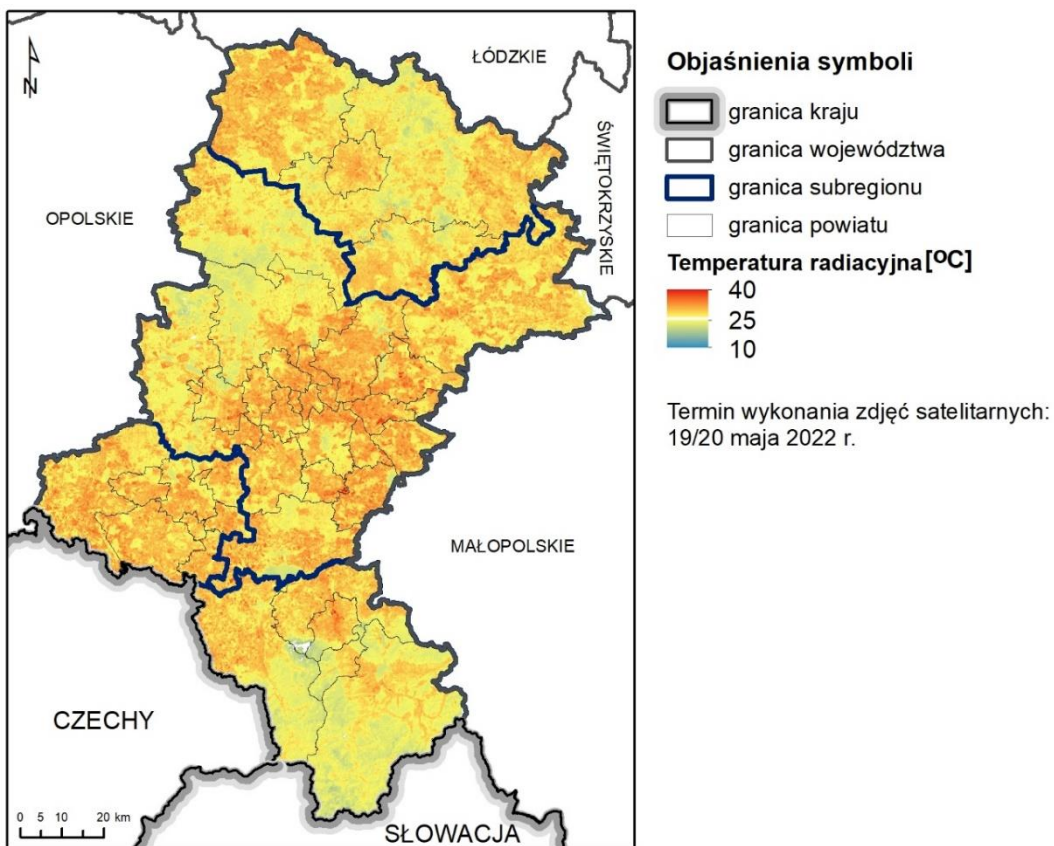 N
ŁÓDZKIE
ŚWIĘTOKRZYSKIE
OPOLSKIE
MAŁOPOLSKIE
CZECHY
SŁOWACJA
0 5 10 20 km
Objaśnienia symboli
granica kraju
granica województwa
granica subregionu
granica powiatu
Temperatura radiacyjna [°C]
40
25
10
Termin wykonania zdjęć satelitarnych:
19/20 maja 2022 r.